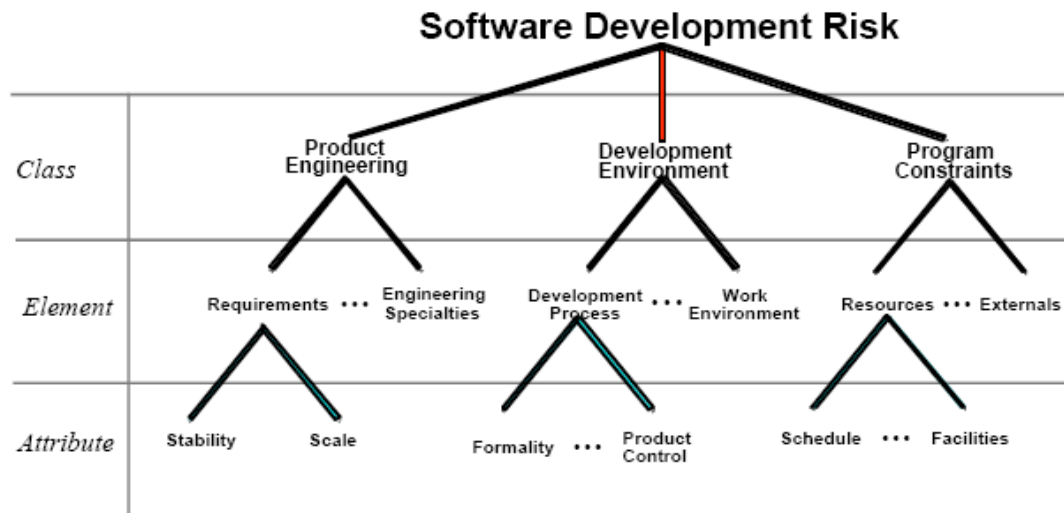 Software Development Risk
Class
Product
Engineering
Development
Environment
Program
Constraints
Element
Requirements ••• Engineering
Specialties
Development
Process ••• Work
Environment
Resources ••• Externals
Attribute
Stability
Scale
Formality ••• Product
Control
Schedule ••• Facilities